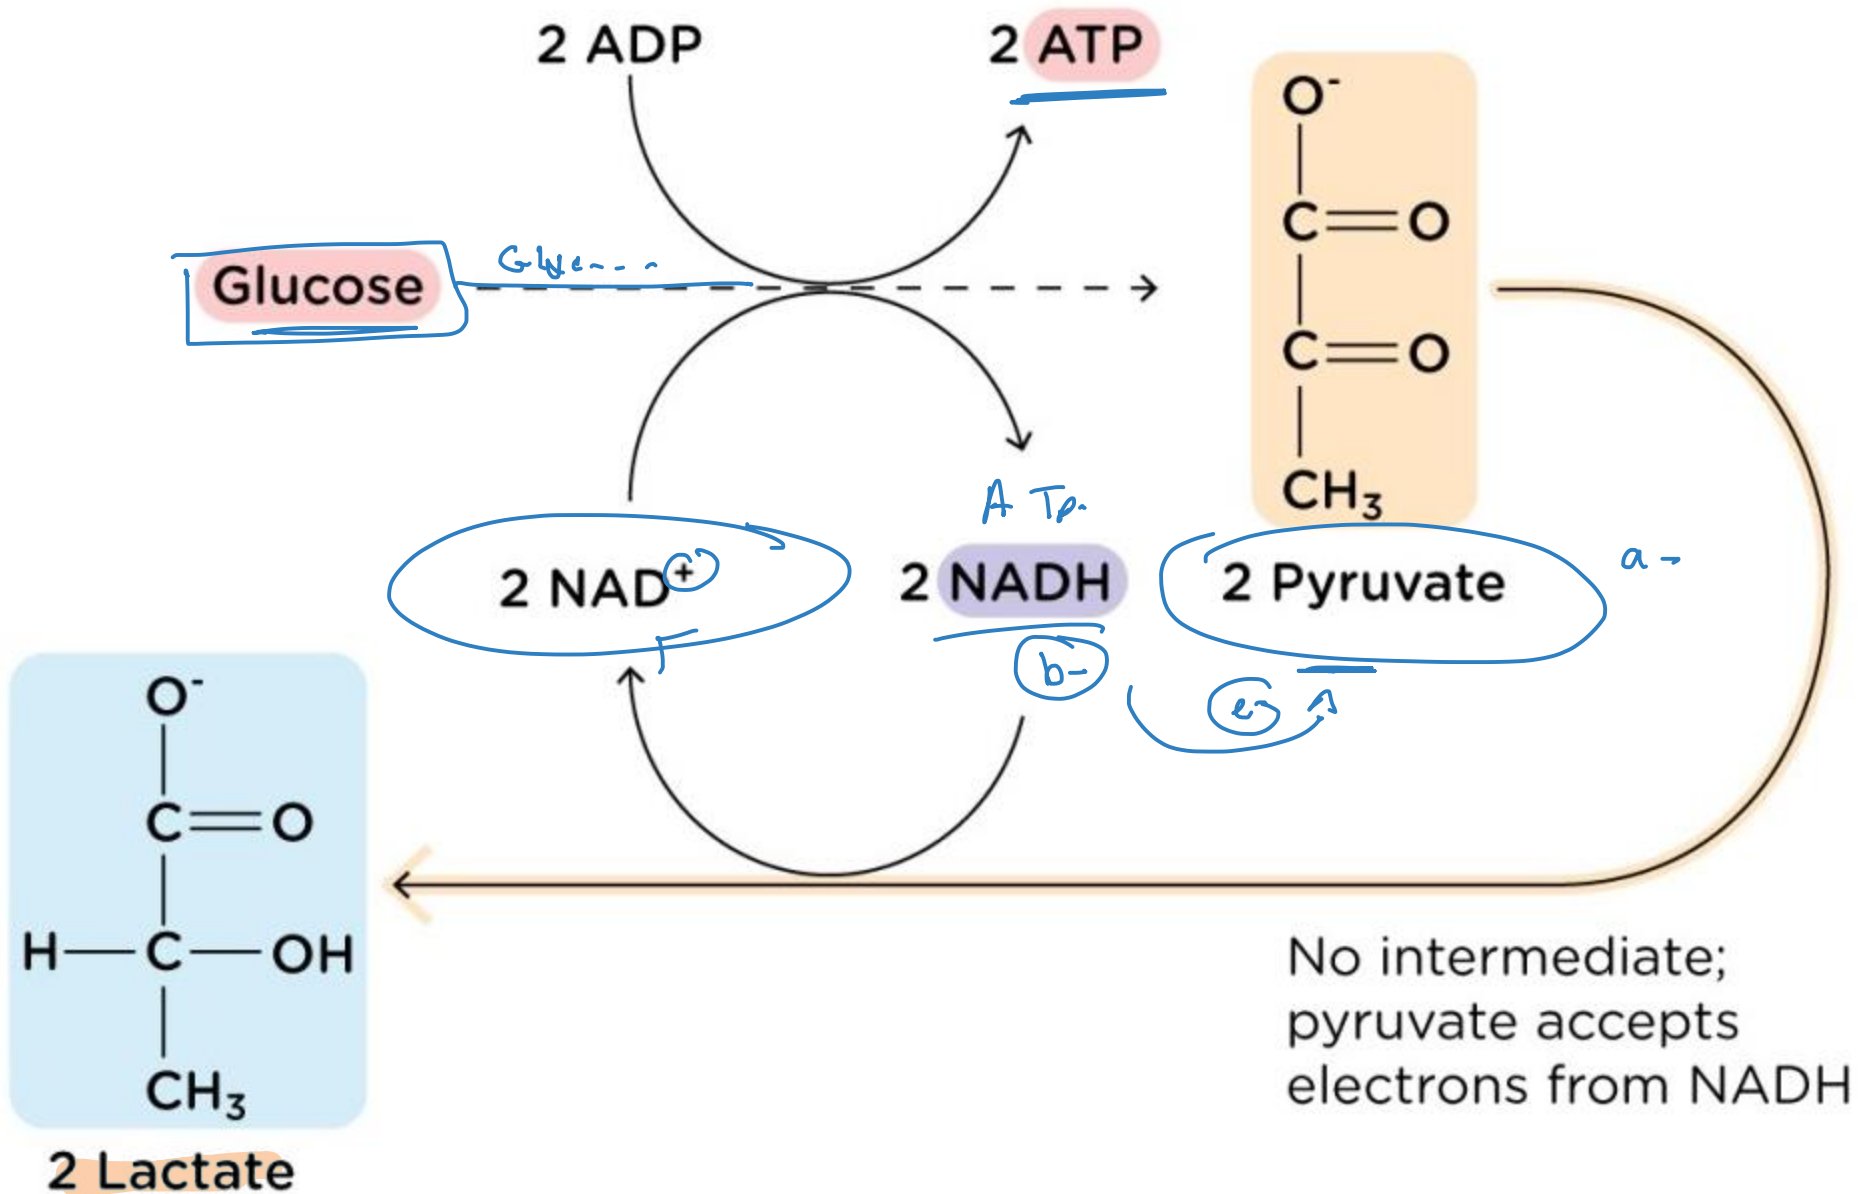 2 ADP
2 ATP
O⁻
C=O
Glucose
C=O
CH₃
A Tp.
2 NAD⁺
2 NADH
2 Pyruvate
a -
b-
e-
O⁻
C=O
H—C—OH
CH₃
2 Lactate
No intermediate;
pyruvate accepts
electrons from NADH